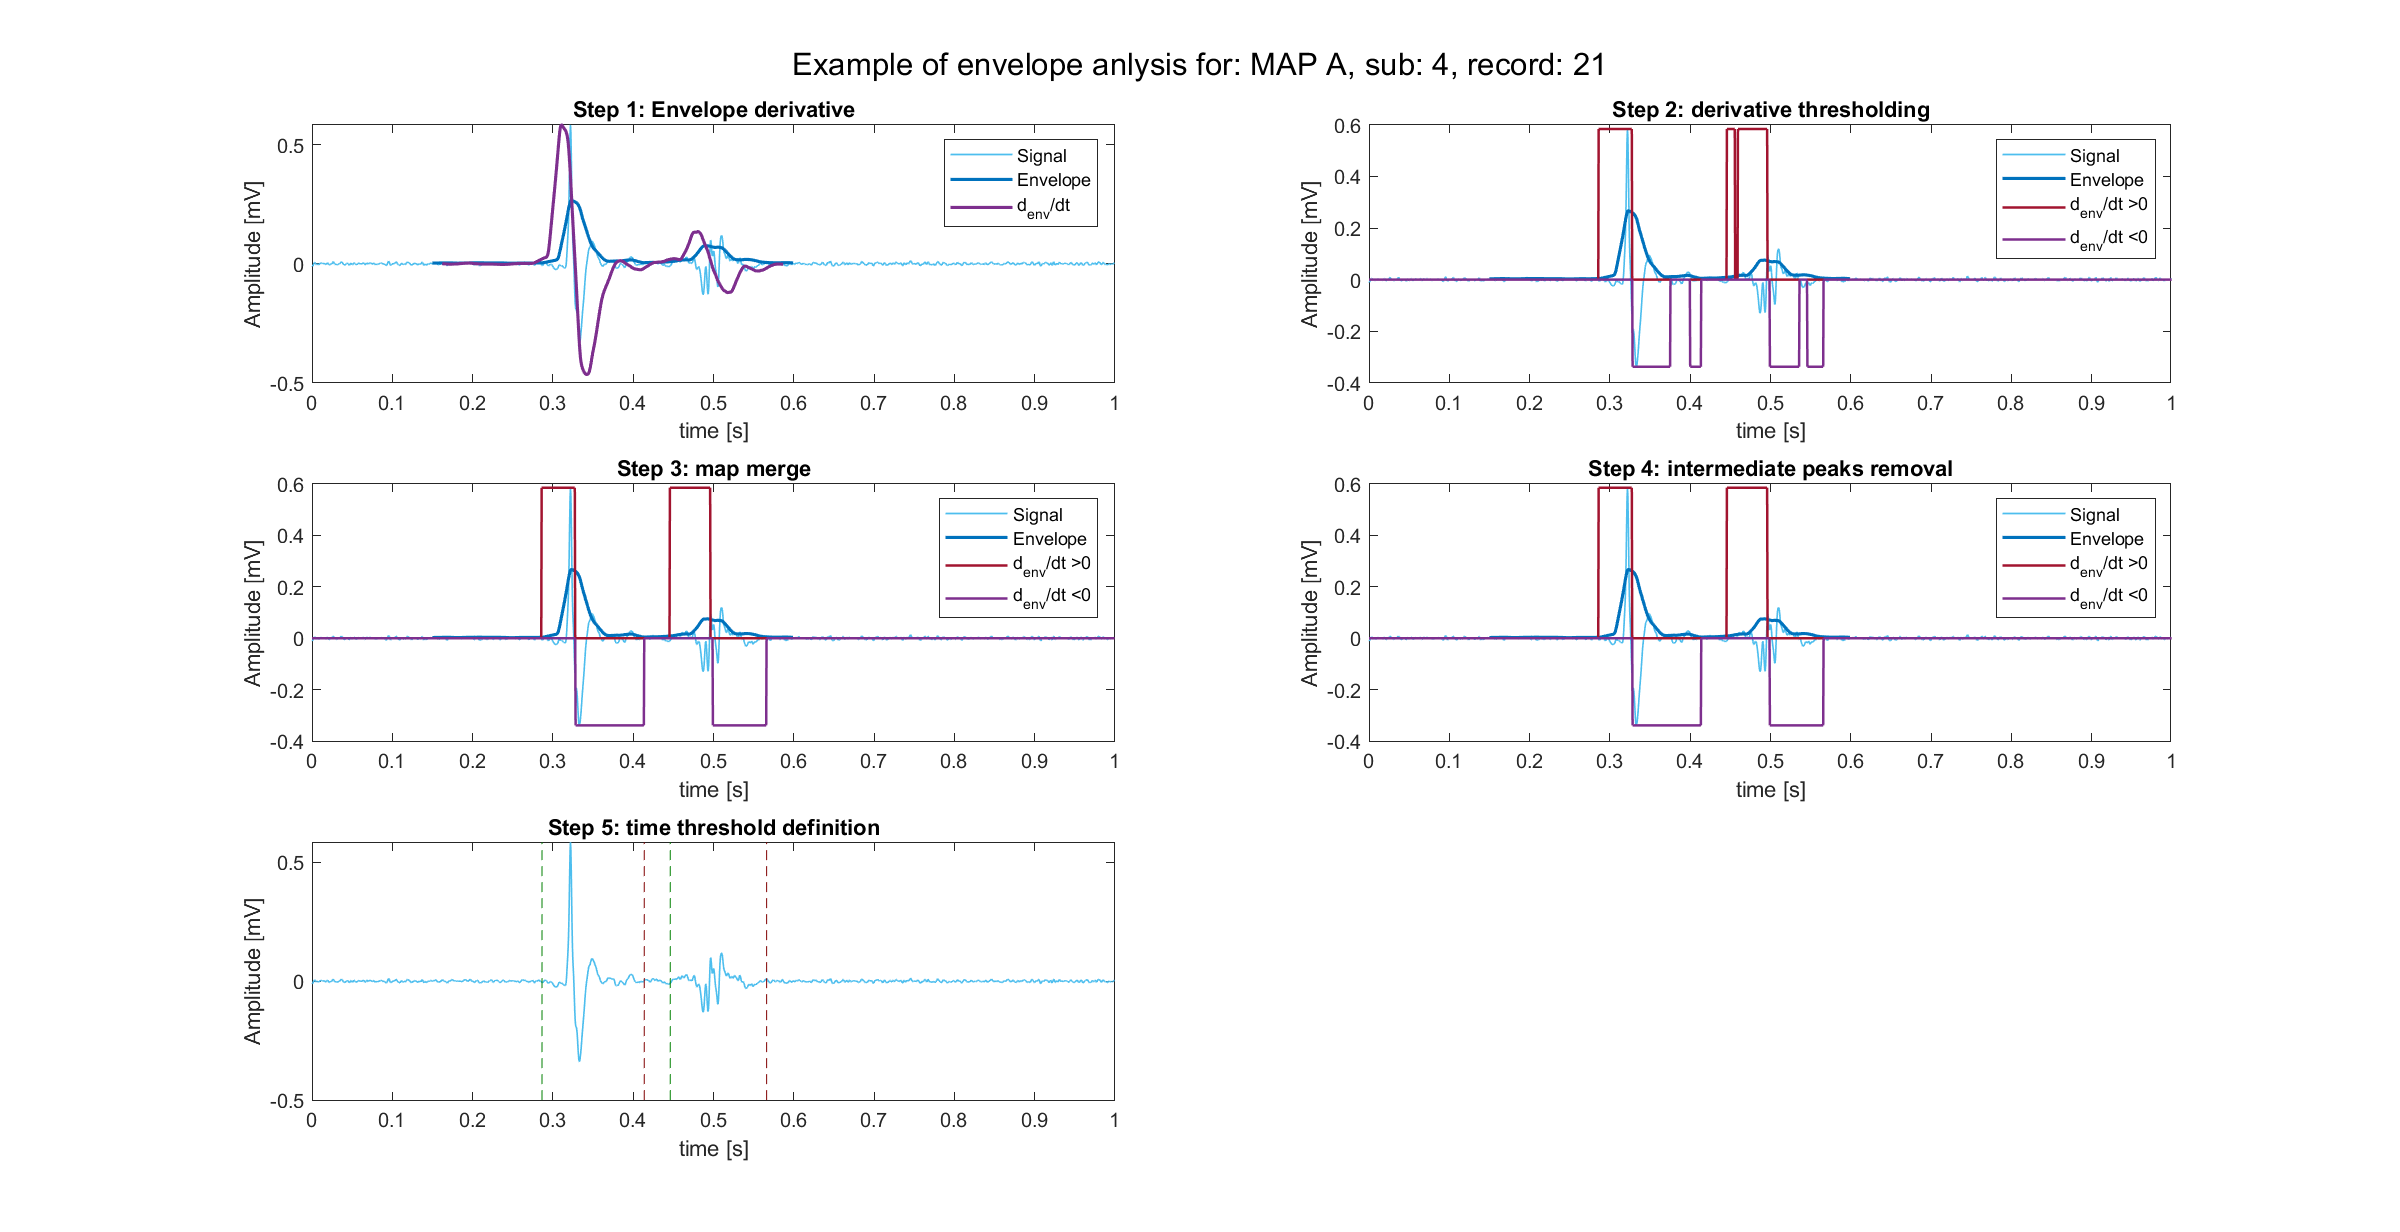 Example of envelope anlysis for: MAP A, sub: 4, record: 21
Step 1: Envelope derivative
0.5
0
-0.5
Amplitude [mV]
Signal
Envelope
d_env/dt
0 0.1 0.2 0.3 0.4 0.5 0.6 0.7 0.8 0.9 1
time [s]
Step 2: derivative thresholding
0.6
0.4
0.2
0
-0.2
-0.4
Amplitude [mV]
Signal
Envelope
d_env/dt >0
d_env/dt <0
0 0.1 0.2 0.3 0.4 0.5 0.6 0.7 0.8 0.9 1
time [s]
Step 3: map merge
0.6
0.4
0.2
0
-0.2
-0.4
Amplitude [mV]
Signal
Envelope
d_env/dt >0
d_env/dt <0
0 0.1 0.2 0.3 0.4 0.5 0.6 0.7 0.8 0.9 1
time [s]
Step 4: intermediate peaks removal
0.6
0.4
0.2
0
-0.2
-0.4
Amplitude [mV]
Signal
Envelope
d_env/dt >0
d_env/dt <0
0 0.1 0.2 0.3 0.4 0.5 0.6 0.7 0.8 0.9 1
time [s]
Step 5: time threshold definition
0.5
0
-0.5
Amplitude [mV]
0 0.1 0.2 0.3 0.4 0.5 0.6 0.7 0.8 0.9 1
time [s]